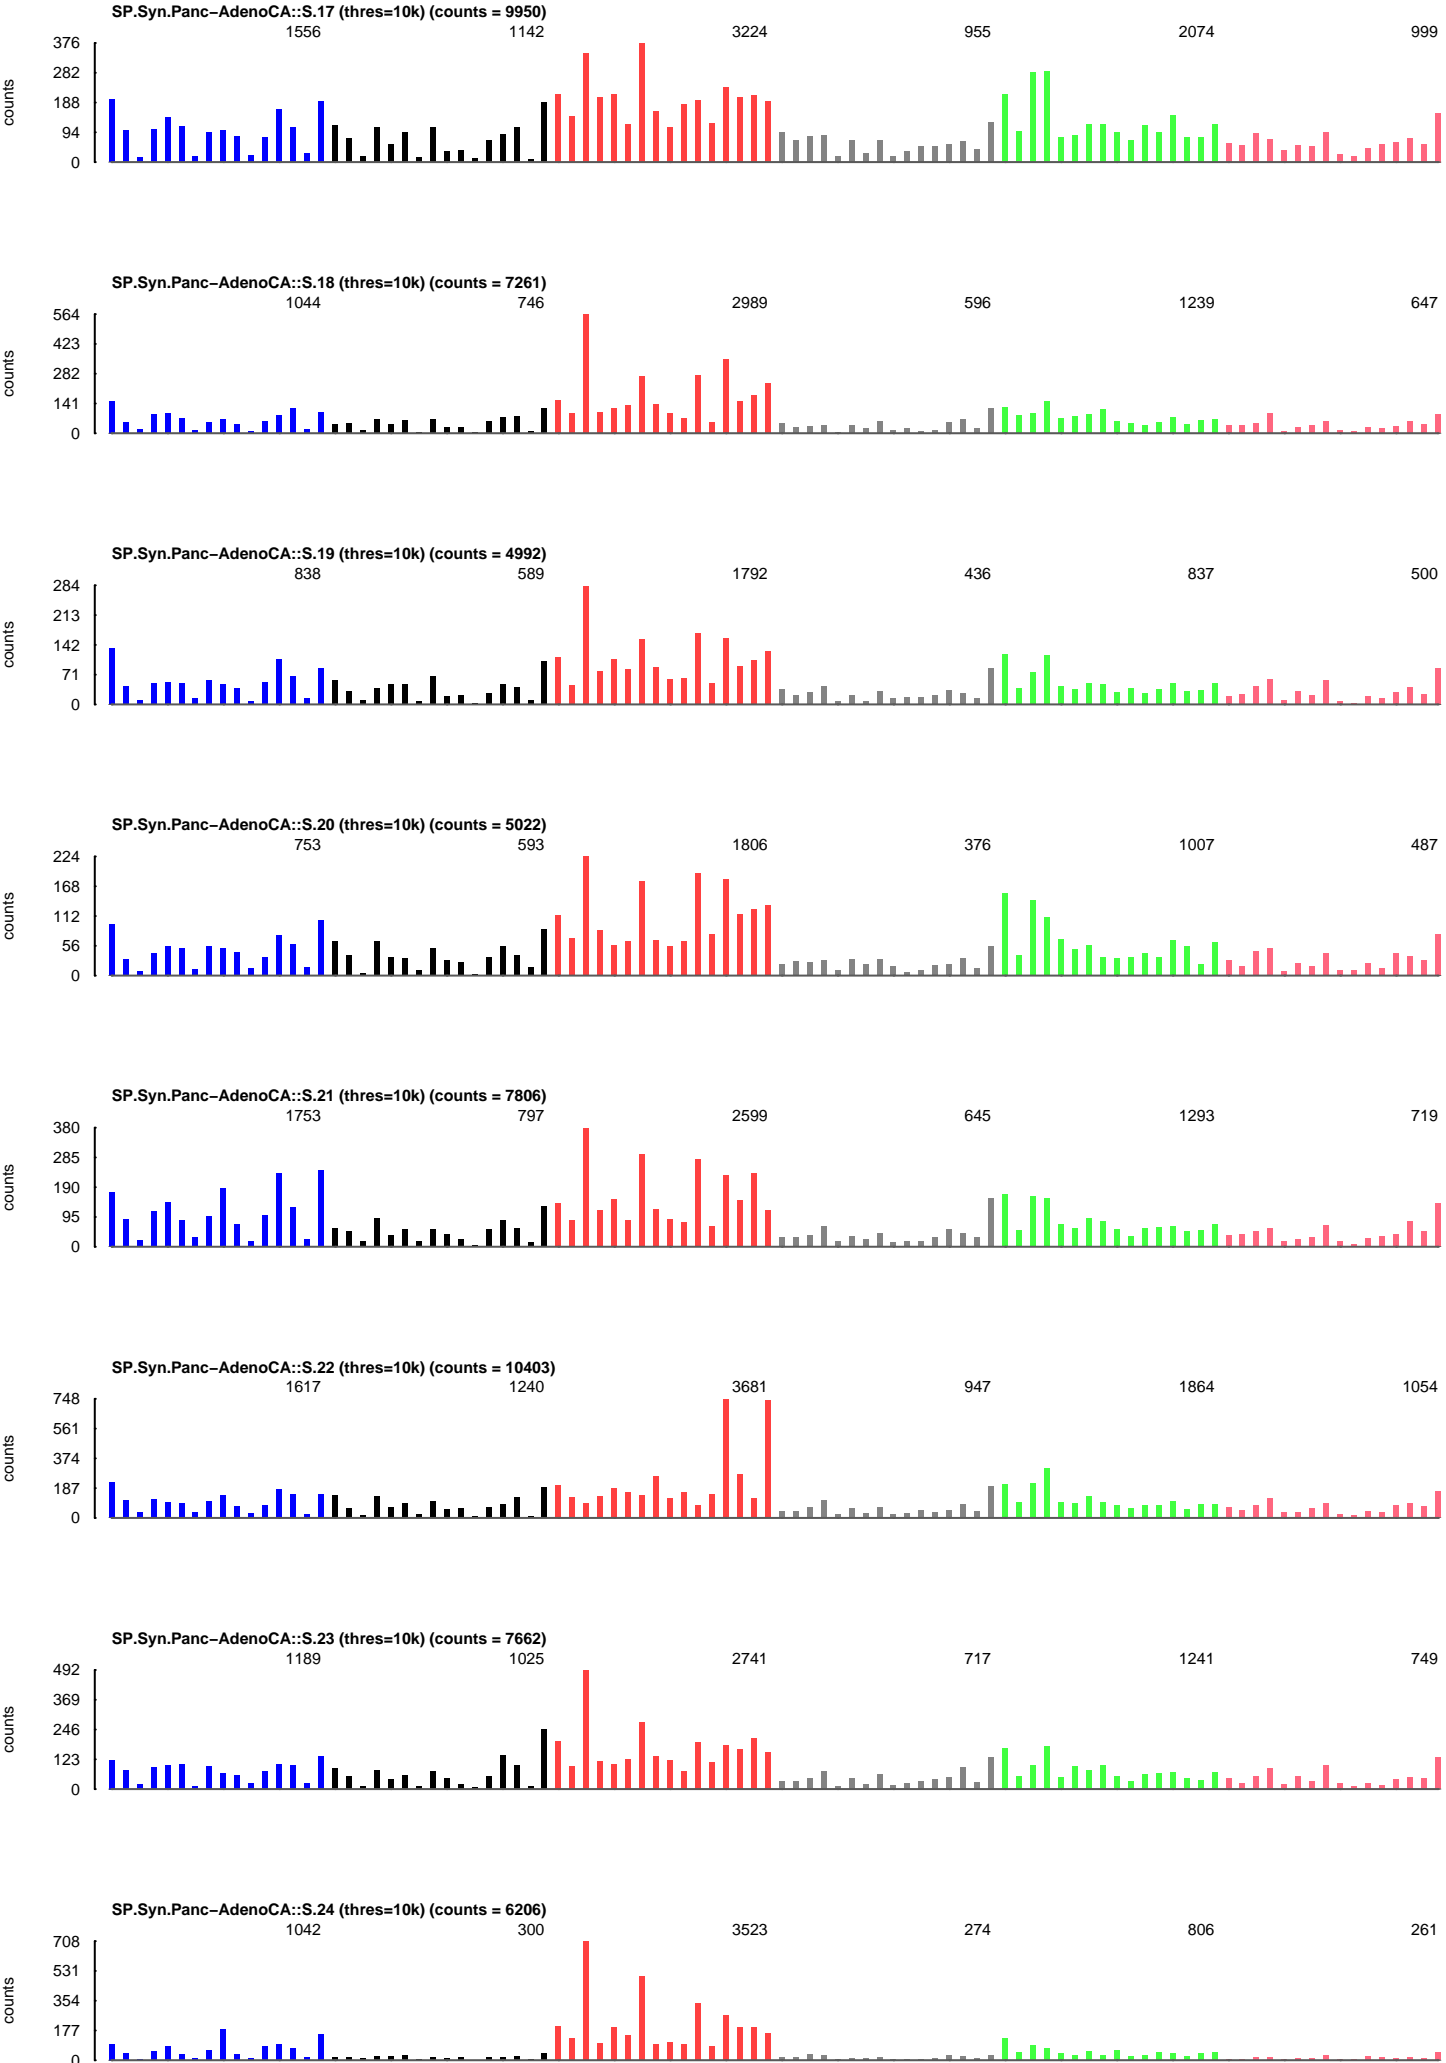 SP.Syn.Panc−AdenoCA::S.17 (thres=10k) (counts = 9950)
1556 1142 3224 955 2074 999
376
282
188
94
0
counts
SP.Syn.Panc−AdenoCA::S.18 (thres=10k) (counts = 7261)
1044 746 2989 596 1239 647
564
423
282
141
0
counts
SP.Syn.Panc−AdenoCA::S.19 (thres=10k) (counts = 4992)
838 589 1792 436 837 500
284
213
142
71
0
counts
SP.Syn.Panc−AdenoCA::S.20 (thres=10k) (counts = 5022)
753 593 1806 376 1007 487
224
168
112
56
0
counts
SP.Syn.Panc−AdenoCA::S.21 (thres=10k) (counts = 7806)
1753 797 2599 645 1293 719
380
285
190
95
0
counts
SP.Syn.Panc−AdenoCA::S.22 (thres=10k) (counts = 10403)
1617 1240 3681 947 1864 1054
748
561
374
187
0
counts
SP.Syn.Panc−AdenoCA::S.23 (thres=10k) (counts = 7662)
1189 1025 2741 717 1241 749
492
369
246
123
0
counts
SP.Syn.Panc−AdenoCA::S.24 (thres=10k) (counts = 6206)
1042 300 3523 274 806 261
708
531
354
177
0
counts